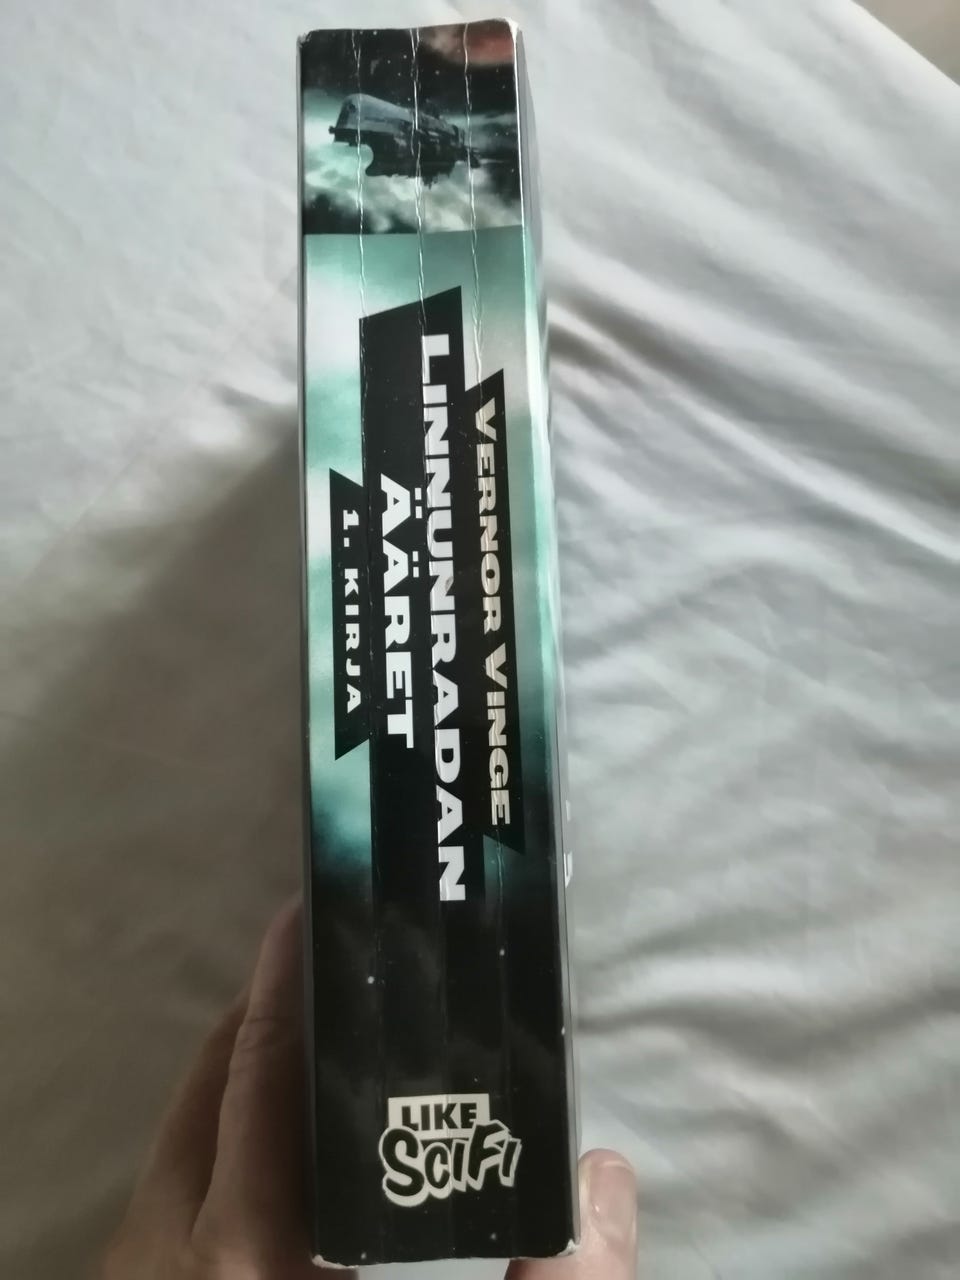 VERNOR VINGE
LINNUNRADAN
ÄÄRET
1. KIRJA
LIKE
SCIFI